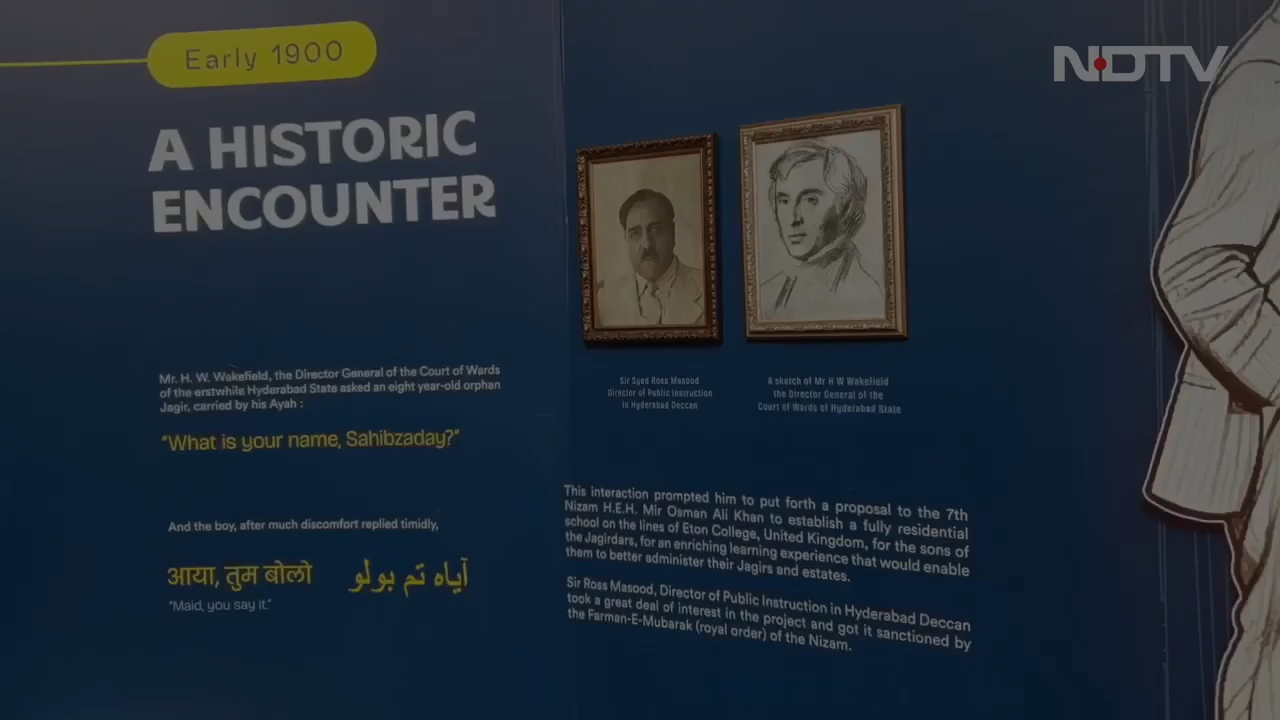 Early 1900
NDTV
A HISTORIC
ENCOUNTER
Mr. H. W. Wakefield, the Director General of the Court of Wards
of the erstwhile Hyderabad State asked an eight year-old orphan
Jagir, carried by his Ayah :
"What is your name, Sahibzaday?"
And the boy, after much discomfort replied timidly,
आया, तुम बोलो آیاہ تم بولو
"Maid, you say it."
Sir Syed Ross Masood
Director of Public Instruction
in Hyderabad Deccan
A sketch of Mr H W Wakefield
the Director General of the
Court of Wards of Hyderabad State
This interaction prompted him to put forth a proposal to the 7th
Nizam H.E.H. Mir Osman Ali Khan to establish a fully residential
school on the lines of Eton College, United Kingdom, for the sons of
the Jagirdars, for an enriching learning experience that would enable
them to better administer their Jagirs and estates.
Sir Ross Masood, Director of Public Instruction in Hyderabad Deccan
took a great deal of interest in the project and got it sanctioned by
the Farman-E-Mubarak (royal order) of the Nizam.